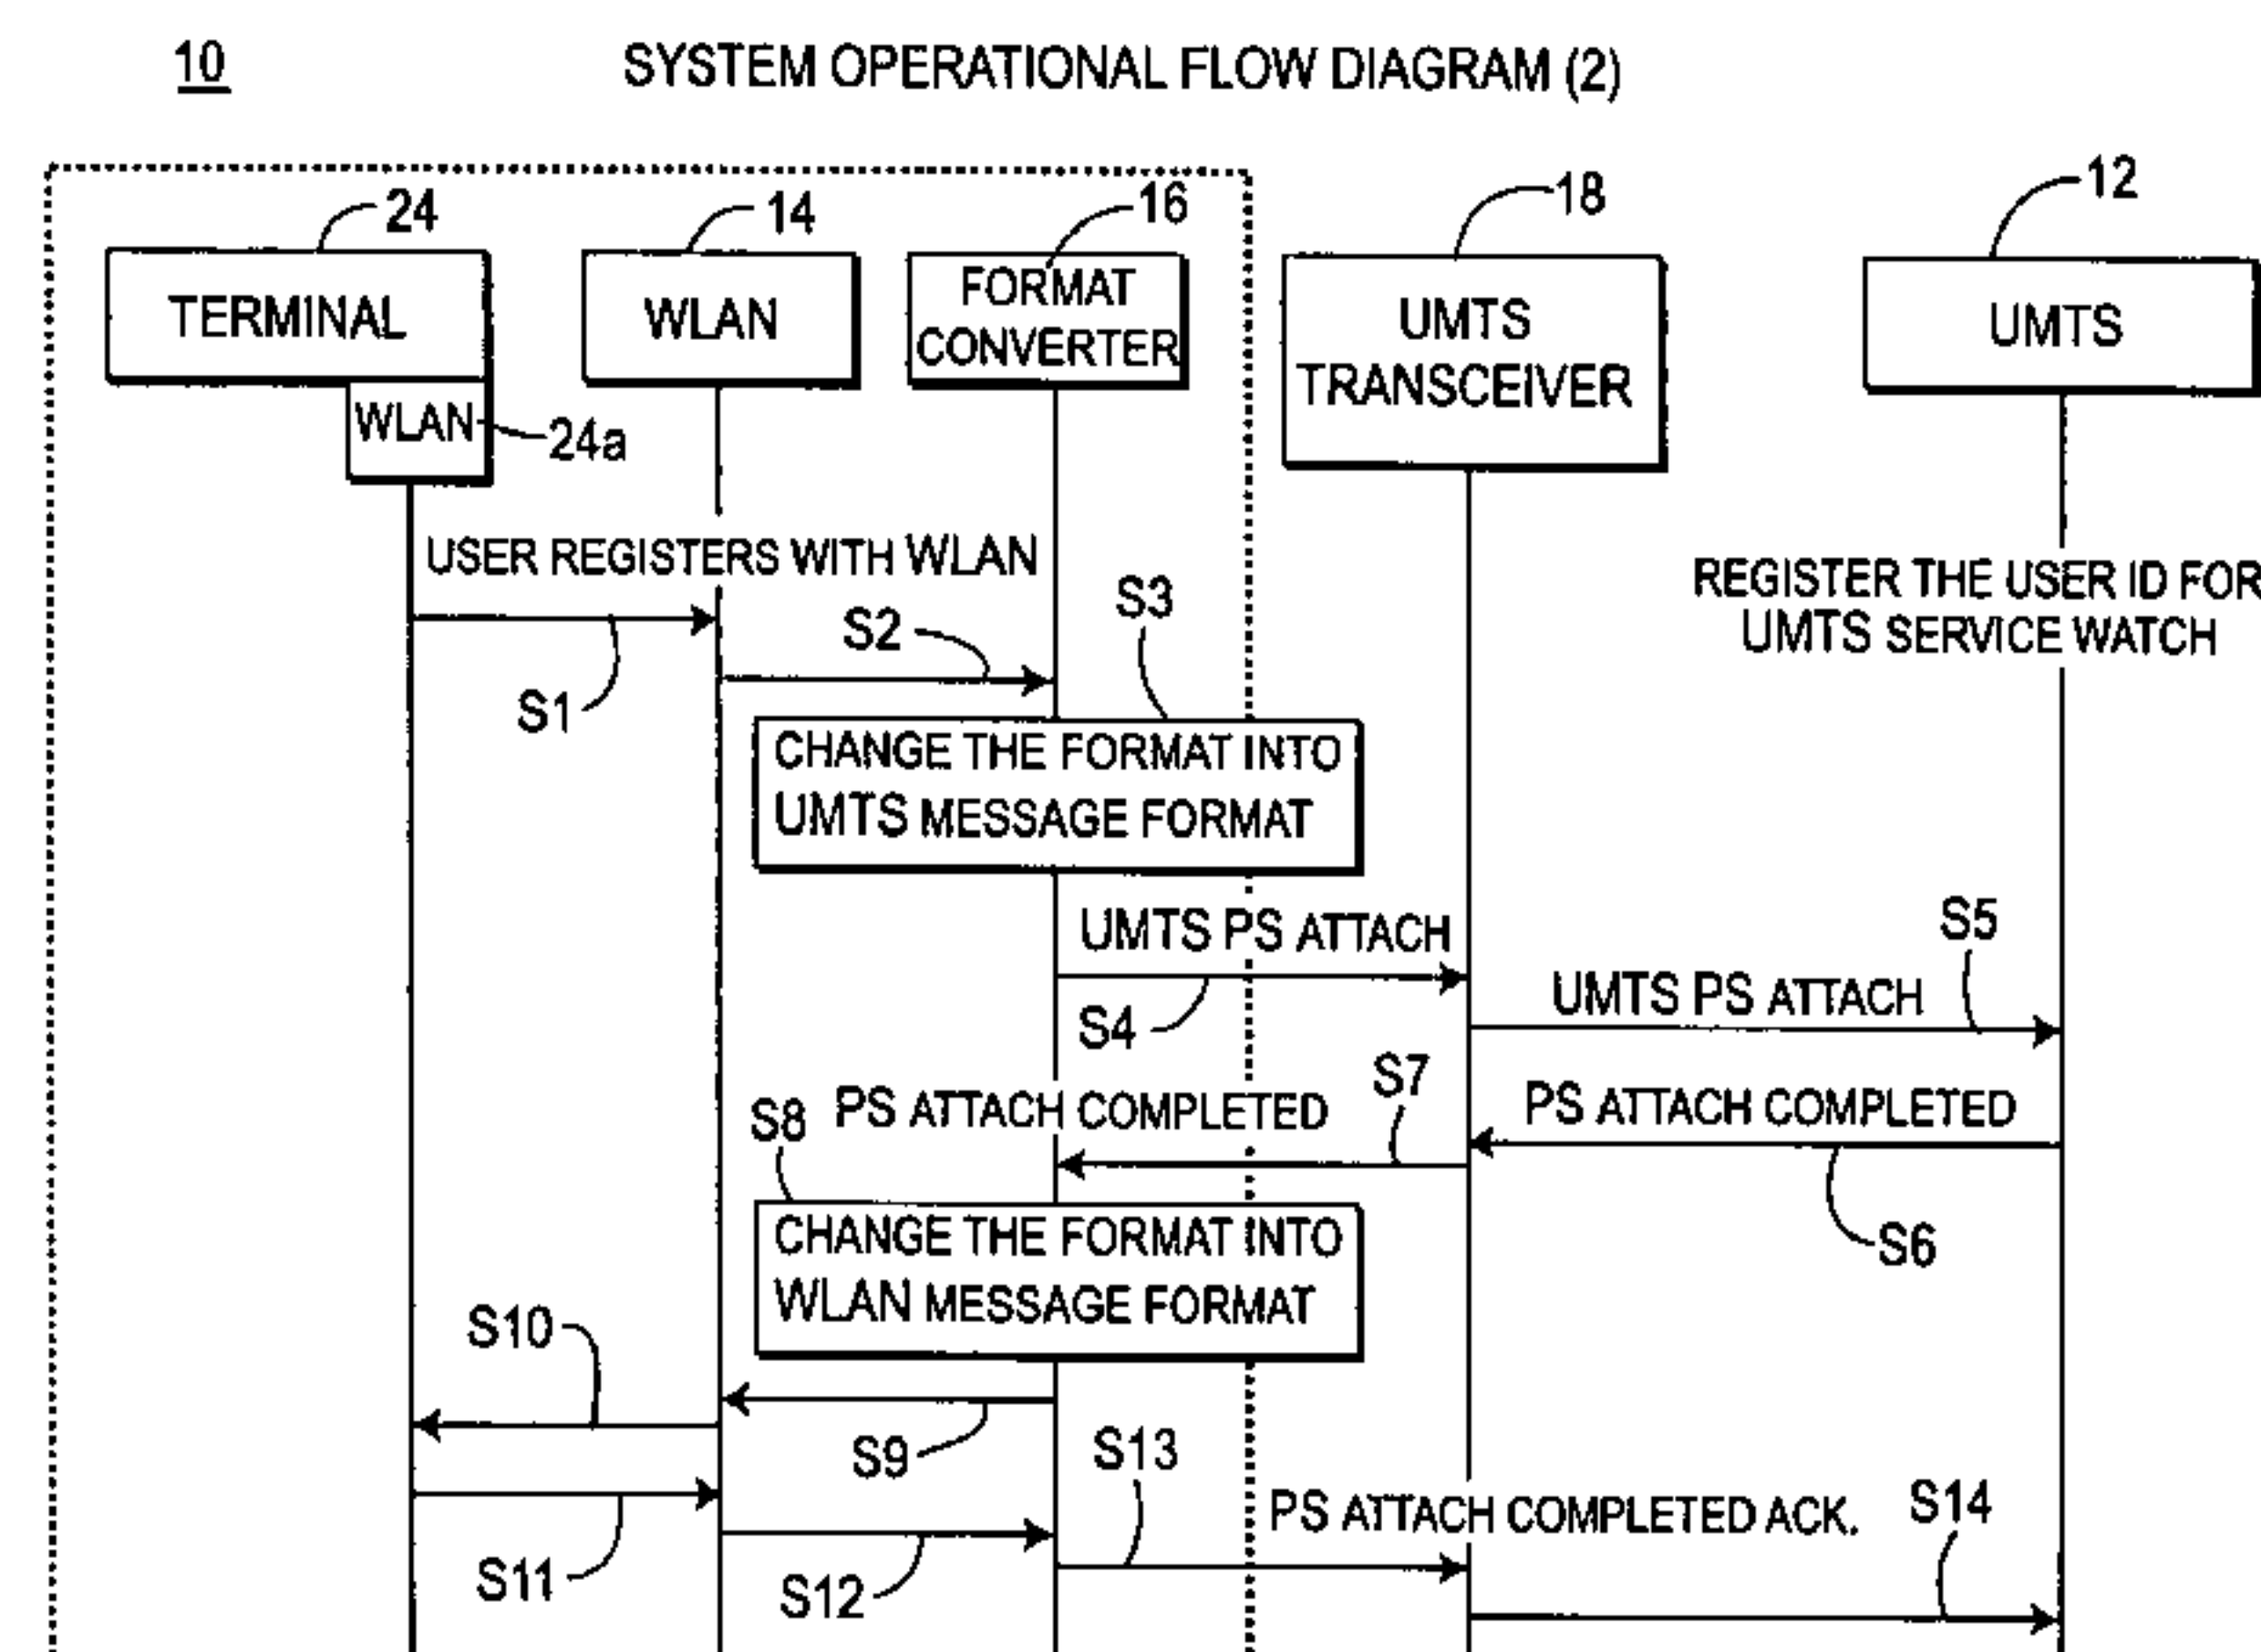 10
SYSTEM OPERATIONAL FLOW DIAGRAM (2)
24
14
16
18
12
TERMINAL
WLAN
FORMAT
CONVERTER
UMTS
TRANSCEIVER
UMTS
WLAN
24a
USER REGISTERS WITH WLAN
REGISTER THE USER ID FOR
UMTS SERVICE WATCH
S1
S2
S3
CHANGE THE FORMAT INTO
UMTS MESSAGE FORMAT
UMTS PS ATTACH
S4
S5
UMTS PS ATTACH
S7
PS ATTACH COMPLETED
PS ATTACH COMPLETED
S8
S6
CHANGE THE FORMAT INTO
WLAN MESSAGE FORMAT
S10
S9
S13
PS ATTACH COMPLETED ACK.
S14
S11
S12